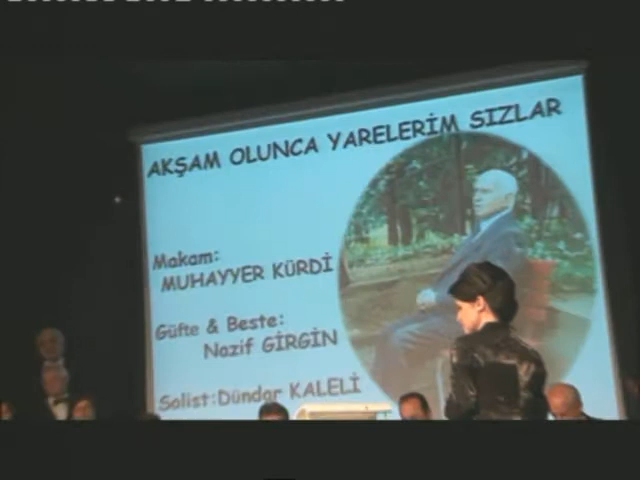 AKŞAM OLUNCA YARELERİM SIZLAR
Makam:
MUHAYYER KÜRDİ
Güfte & Beste:
Nazif GİRGİN
Solist:Dündar KALELİ